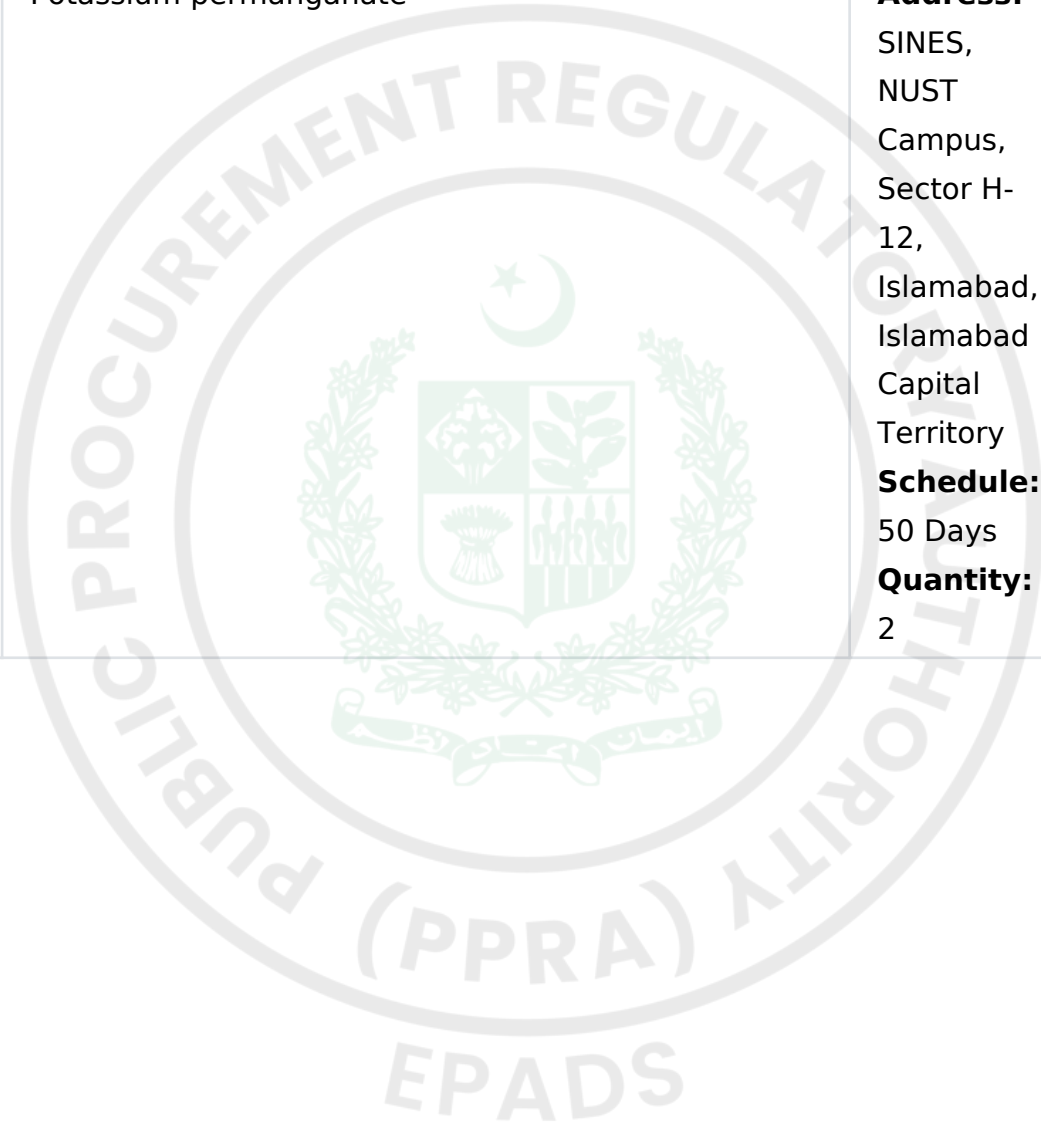 Potassium permanganate
Address:
SINES,
NUST
Campus,
Sector H-
12,
Islamabad,
Islamabad
Capital
Territory
Schedule:
50 Days
Quantity:
2
PUBLIC PROCUREMENT REGULATORY AUTHORITY
(PPRA)
EPADS